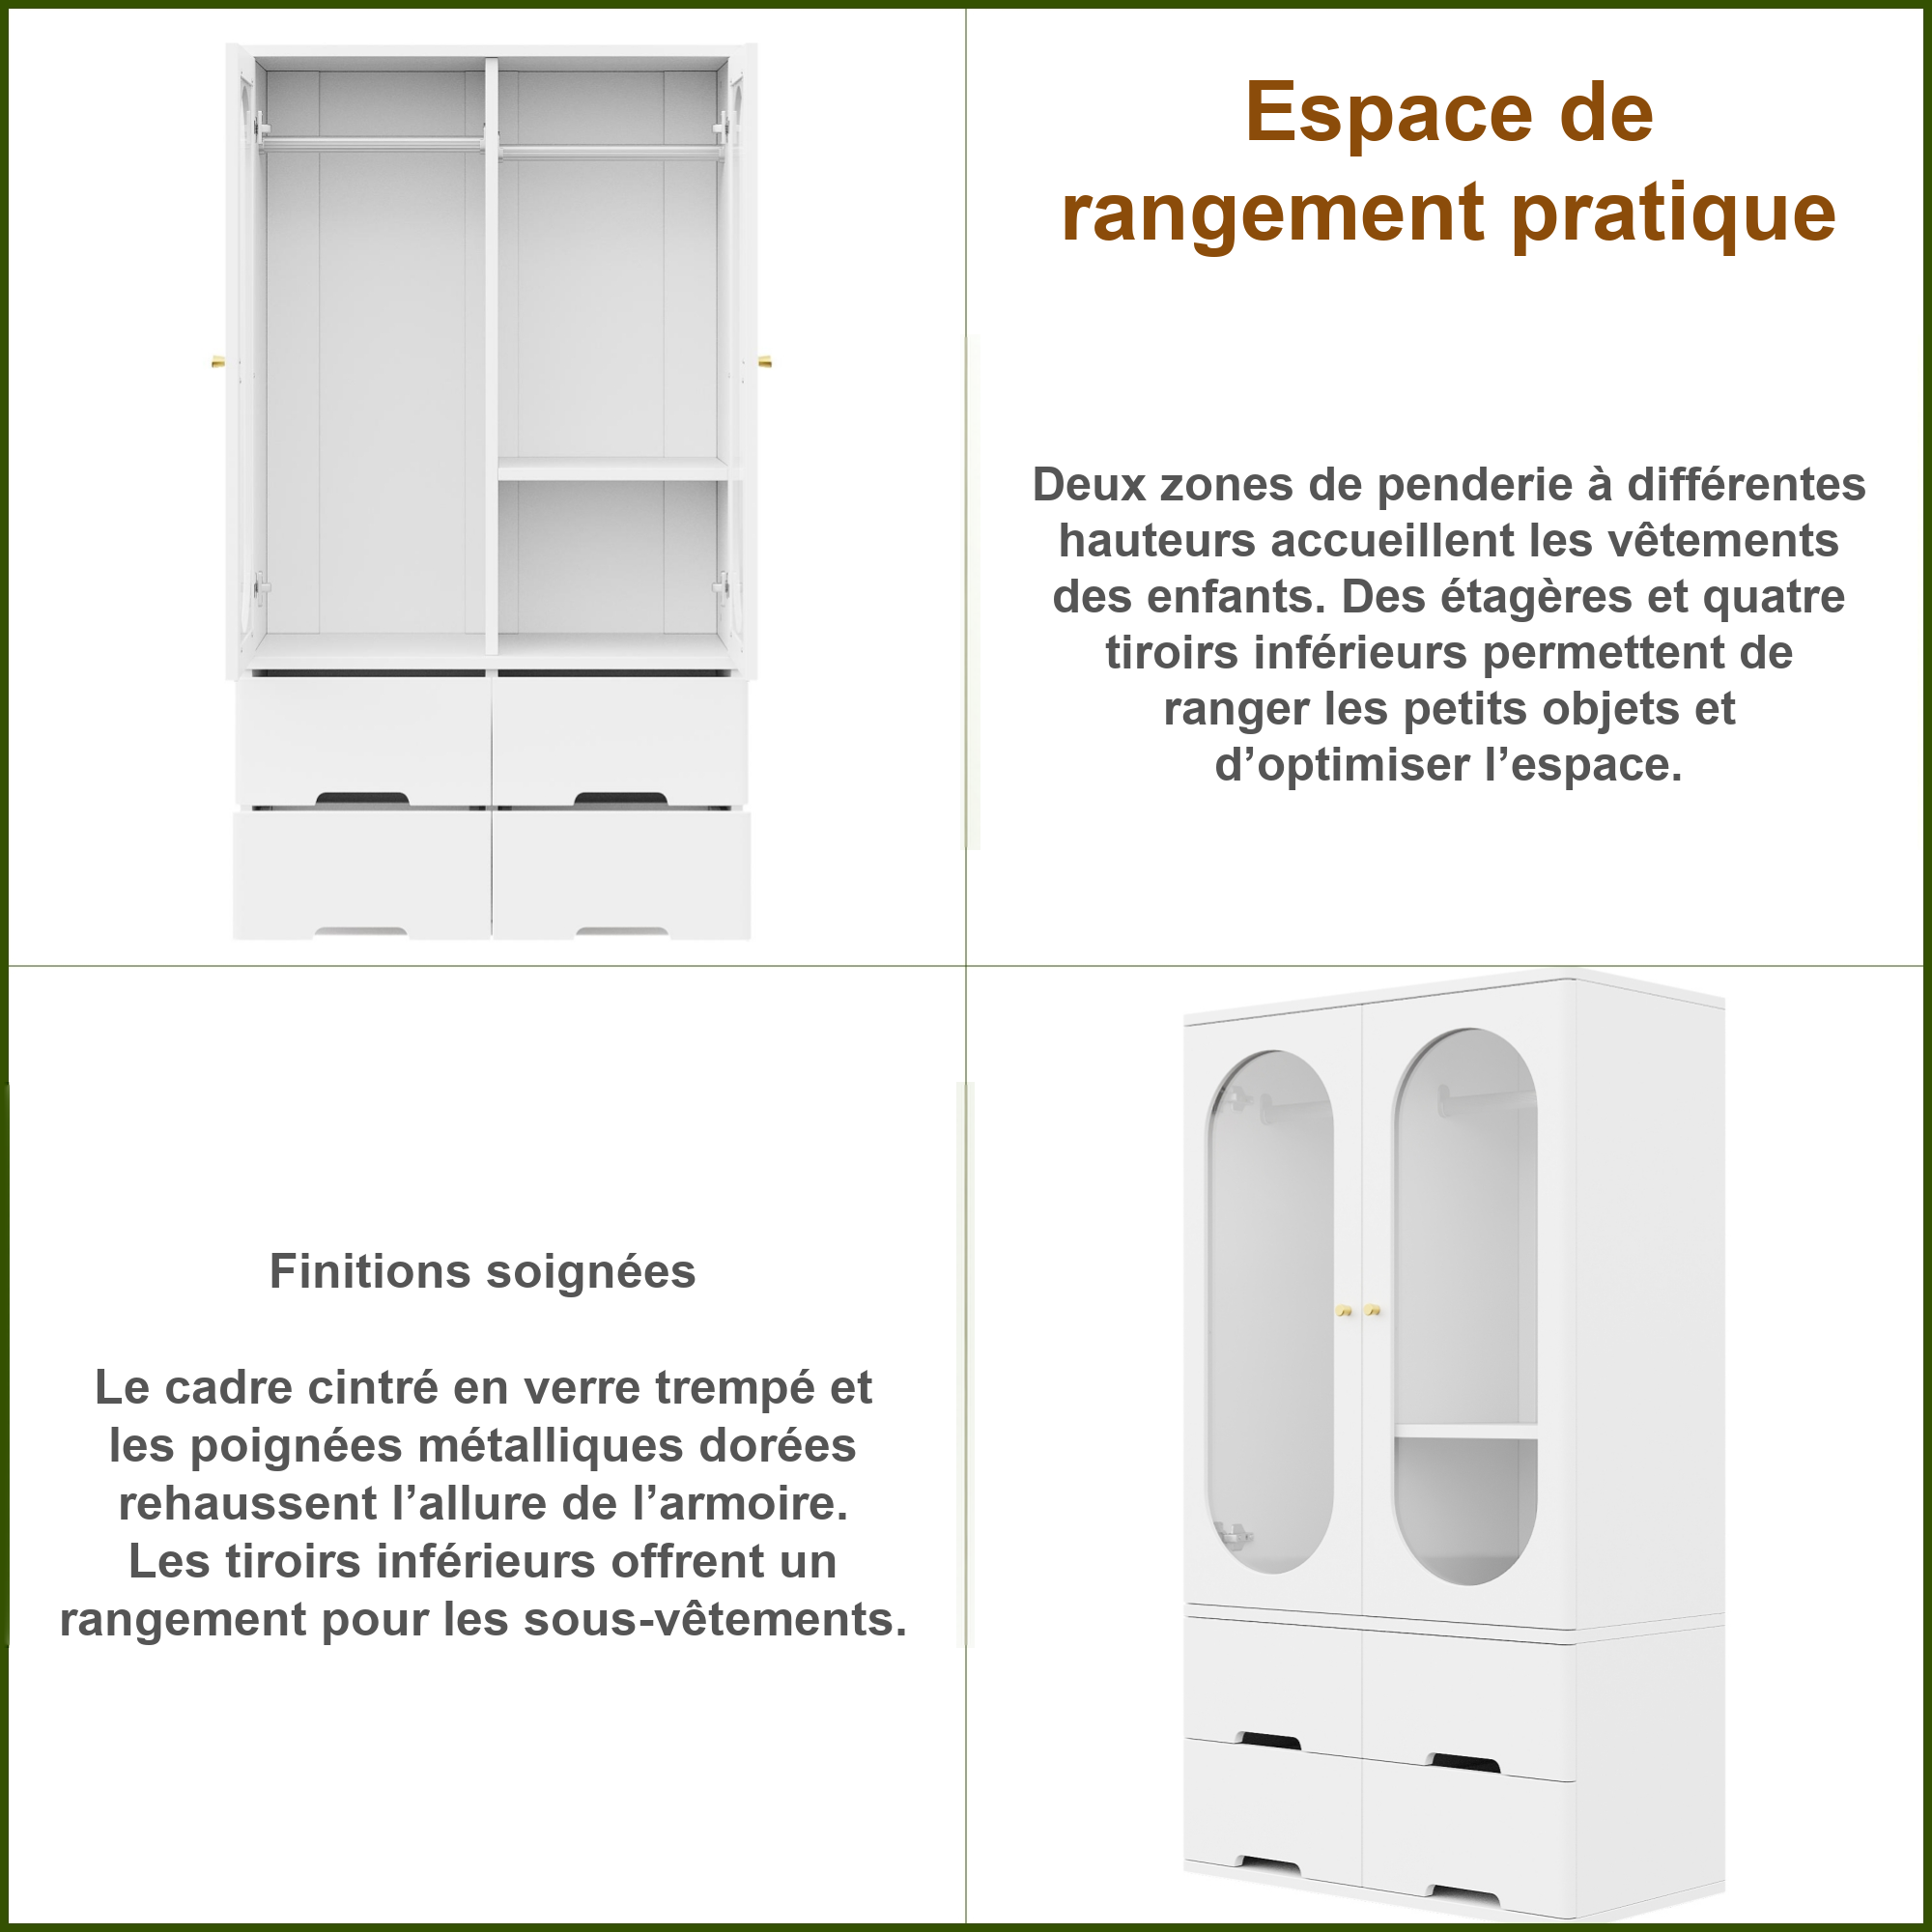 Espace de
rangement pratique
Deux zones de penderie à différentes
hauteurs accueillent les vêtements
des enfants. Des étagères et quatre
tiroirs inférieurs permettent de
ranger les petits objets et
d’optimiser l’espace.
Finitions soignées
Le cadre cintré en verre trempé et
les poignées métalliques dorées
rehaussent l’allure de l’armoire.
Les tiroirs inférieurs offrent un
rangement pour les sous-vêtements.